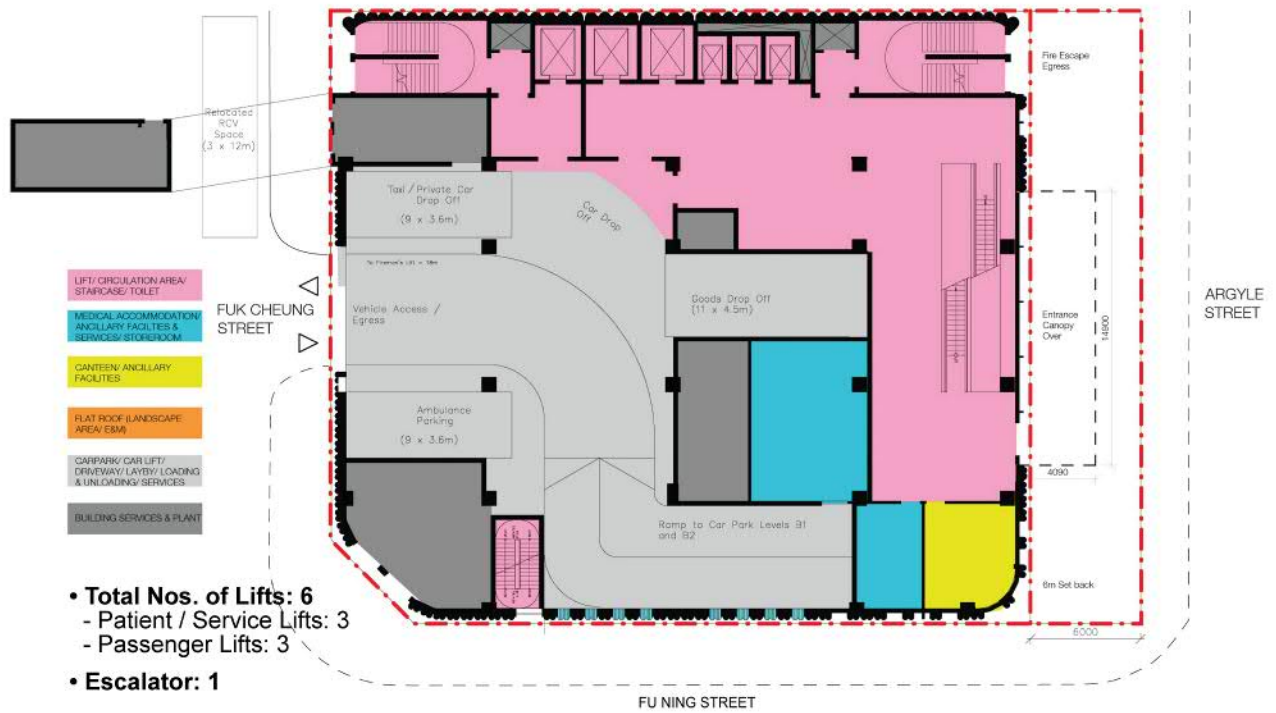 Fire Escape
Egress
Relocated
RCV
Space
(3 x 12m)
Taxi / Private Car
Drop Off
(9 x 3.6m)
Car Drop
Off
LIFT/ CIRCULATION AREA/
STAIRCASE/ TOILET
MEDICAL ACCOMMODATION/
ANCILLARY FACILITIES &
SERVICES/ STOREROOM
CANTEEN/ ANCILLARY
FACILITIES
FLAT ROOF (LANDSCAPE
AREA/ E&M)
CARPARK/ CAR LIFT/
DRIVEWAY/ LAYBY/ LOADING
& UNLOADING/ SERVICES
BUILDING SERVICES & PLANT
FUK CHEUNG
STREET
Vehicle Access /
Egress
Goods Drop Off
(11 x 4.5m)
Entrance
Canopy
Over
14900
ARGYLE
STREET
Ambulance
Parking
(9 x 3.6m)
4090
Ramp to Car Park Levels B1
and B2
6m Set back
6000
• Total Nos. of Lifts: 6
- Patient / Service Lifts: 3
- Passenger Lifts: 3
• Escalator: 1
FU NING STREET